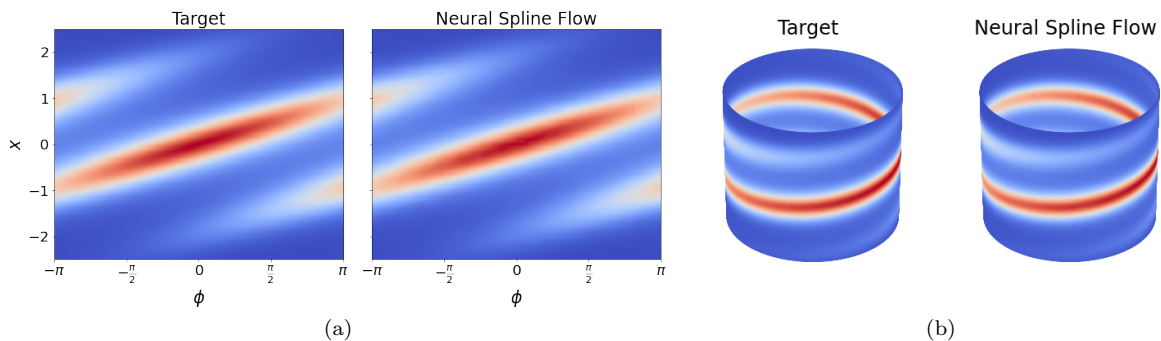 Target
Neural Spline Flow
2
1
0
−1
−2
x
−π
−π/2
0
π/2
π
ϕ
−π
−π/2
0
π/2
π
ϕ
(a)
Target
Neural Spline Flow
(b)